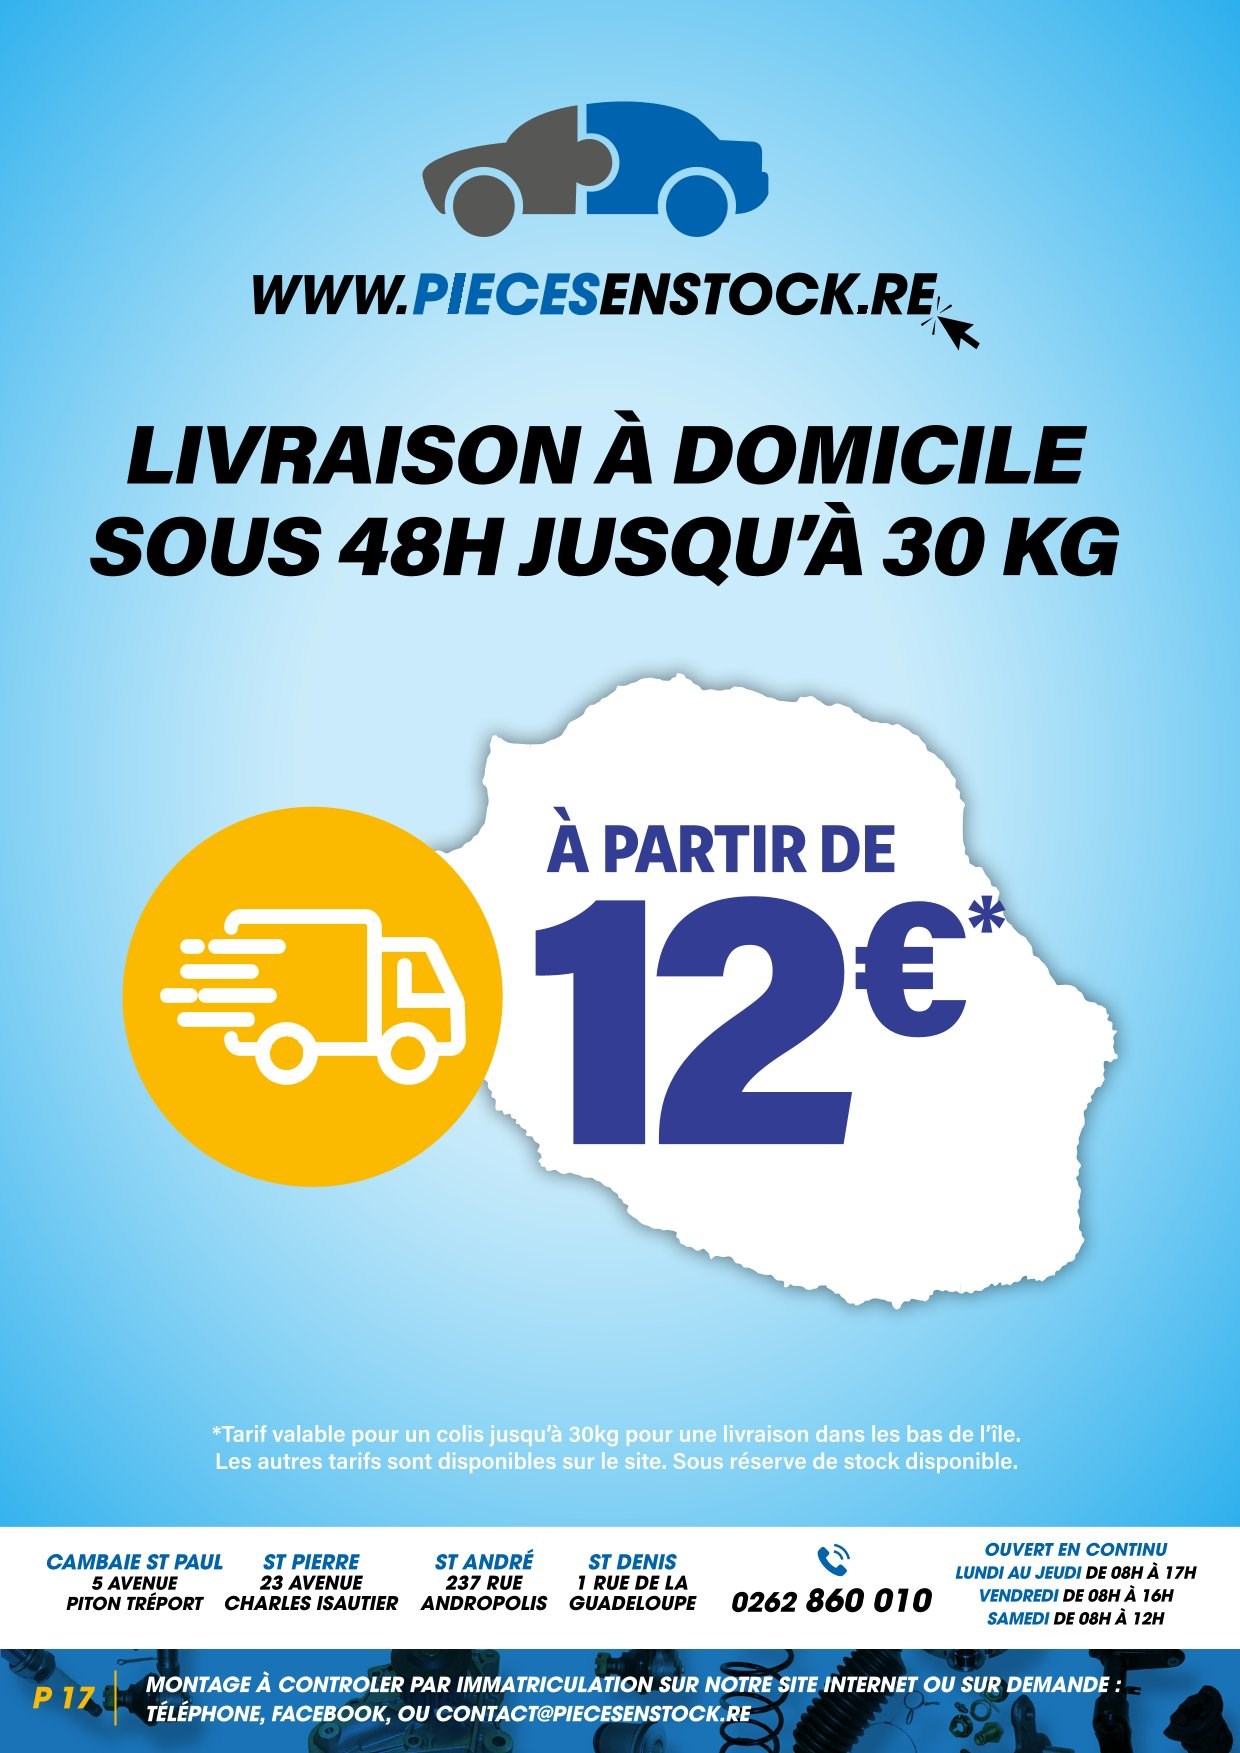 WWW.PIECESENSTOCK.RE
LIVRAISON À DOMICILE
SOUS 48H JUSQU'À 30 KG
À PARTIR DE
12€*
*Tarif valable pour un colis jusqu'à 30kg pour une livraison dans les bas de l'île.
Les autres tarifs sont disponibles sur le site. Sous réserve de stock disponible.
CAMBAIE ST PAUL
5 AVENUE
PITON TRÉPORT
ST PIERRE
23 AVENUE
CHARLES ISAUTIER
ST ANDRÉ
237 RUE
ANDROPOLIS
ST DENIS
1 RUE DE LA
GUADELOUPE
0262 860 010
OUVERT EN CONTINU
LUNDI AU JEUDI DE 08H À 17H
VENDREDI DE 08H À 16H
SAMEDI DE 08H À 12H
P 17
MONTAGE À CONTROLER PAR IMMATRICULATION SUR NOTRE SITE INTERNET OU SUR DEMANDE :
TÉLÉPHONE, FACEBOOK, OU CONTACT@PIECESENSTOCK.RE